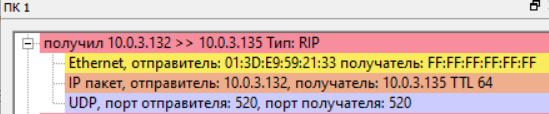 ПК 1
получил 10.0.3.132 >> 10.0.3.135 Тип: RIP
Ethernet, отправитель: 01:3D:E9:59:21:33 получатель: FF:FF:FF:FF:FF:FF
IP пакет, отправитель: 10.0.3.132, получатель: 10.0.3.135 TTL 64
UDP, порт отправителя: 520, порт получателя: 520